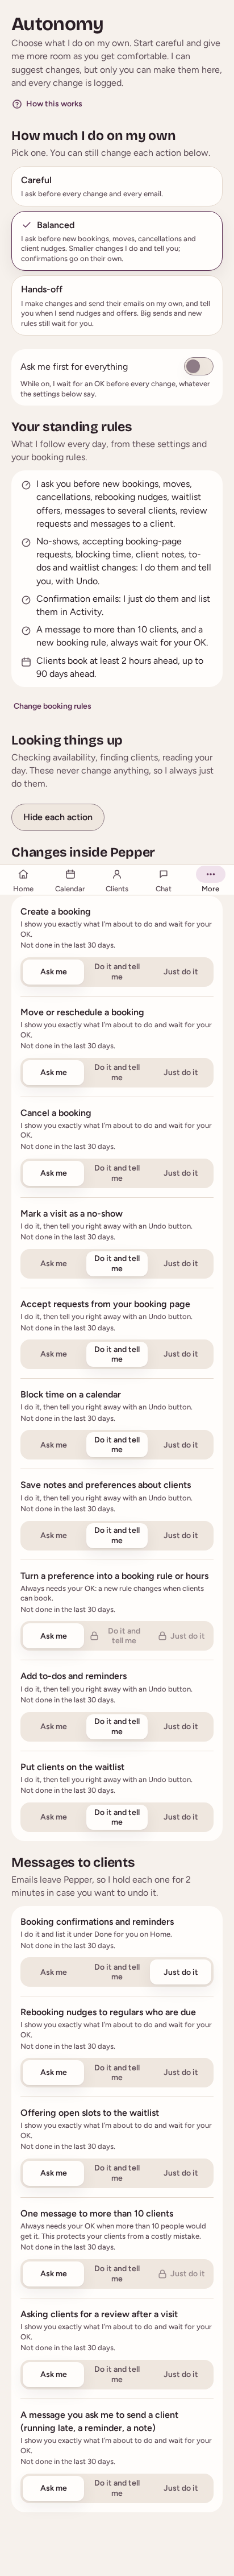 Autonomy
Choose what I do on my own. Start careful and give
me more room as you get comfortable. I can
suggest changes, but only you can make them here,
and every change is logged.
How this works
How much I do on my own
Pick one. You can still change each action below.
Careful
I ask before every change and every email.
Balanced
I ask before new bookings, moves, cancellations and
client nudges. Smaller changes I do and tell you;
confirmations go on their own.
Hands-off
I make changes and send their emails on my own, and tell
you when I send nudges and offers. Big sends and new
rules still wait for you.
Ask me first for everything
While on, I wait for an OK before every change, whatever
the settings below say.
Your standing rules
What I follow every day, from these settings and
your booking rules.
I ask you before new bookings, moves,
cancellations, rebooking nudges, waitlist
offers, messages to several clients, review
requests and messages to a client.
No-shows, accepting booking-page
requests, blocking time, client notes, to-
dos and waitlist changes: I do them and tell
you, with Undo.
Confirmation emails: I just do them and list
them in Activity.
A message to more than 10 clients, and a
new booking rule, always wait for your OK.
Clients book at least 2 hours ahead, up to
90 days ahead.
Change booking rules
Looking things up
Checking availability, finding clients, reading your
day. These never change anything, so I always just
do them.
Hide each action
Changes inside Pepper
Home
Calendar
Clients
Chat
More
Create a booking
I show you exactly what I'm about to do and wait for your
OK.
Not done in the last 30 days.
Ask me
Do it and tell
me
Just do it
Move or reschedule a booking
I show you exactly what I'm about to do and wait for your
OK.
Not done in the last 30 days.
Ask me
Do it and tell
me
Just do it
Cancel a booking
I show you exactly what I'm about to do and wait for your
OK.
Not done in the last 30 days.
Ask me
Do it and tell
me
Just do it
Mark a visit as a no-show
I do it, then tell you right away with an Undo button.
Not done in the last 30 days.
Ask me
Do it and tell
me
Just do it
Accept requests from your booking page
I do it, then tell you right away with an Undo button.
Not done in the last 30 days.
Ask me
Do it and tell
me
Just do it
Block time on a calendar
I do it, then tell you right away with an Undo button.
Not done in the last 30 days.
Ask me
Do it and tell
me
Just do it
Save notes and preferences about clients
I do it, then tell you right away with an Undo button.
Not done in the last 30 days.
Ask me
Do it and tell
me
Just do it
Turn a preference into a booking rule or hours
Always needs your OK: a new rule changes when clients
can book.
Not done in the last 30 days.
Ask me
Do it and
tell me
Just do it
Add to-dos and reminders
I do it, then tell you right away with an Undo button.
Not done in the last 30 days.
Ask me
Do it and tell
me
Just do it
Put clients on the waitlist
I do it, then tell you right away with an Undo button.
Not done in the last 30 days.
Ask me
Do it and tell
me
Just do it
Messages to clients
Emails leave Pepper, so I hold each one for 2
minutes in case you want to undo it.
Booking confirmations and reminders
I do it and list it under Done for you on Home.
Not done in the last 30 days.
Ask me
Do it and tell
me
Just do it
Rebooking nudges to regulars who are due
I show you exactly what I'm about to do and wait for your
OK.
Not done in the last 30 days.
Ask me
Do it and tell
me
Just do it
Offering open slots to the waitlist
I show you exactly what I'm about to do and wait for your
OK.
Not done in the last 30 days.
Ask me
Do it and tell
me
Just do it
One message to more than 10 clients
Always needs your OK when more than 10 people would
get it. This protects your clients from a costly mistake.
Not done in the last 30 days.
Ask me
Do it and tell
me
Just do it
Asking clients for a review after a visit
I show you exactly what I'm about to do and wait for your
OK.
Not done in the last 30 days.
Ask me
Do it and tell
me
Just do it
A message you ask me to send a client
(running late, a reminder, a note)
I show you exactly what I'm about to do and wait for your
OK.
Not done in the last 30 days.
Ask me
Do it and tell
me
Just do it